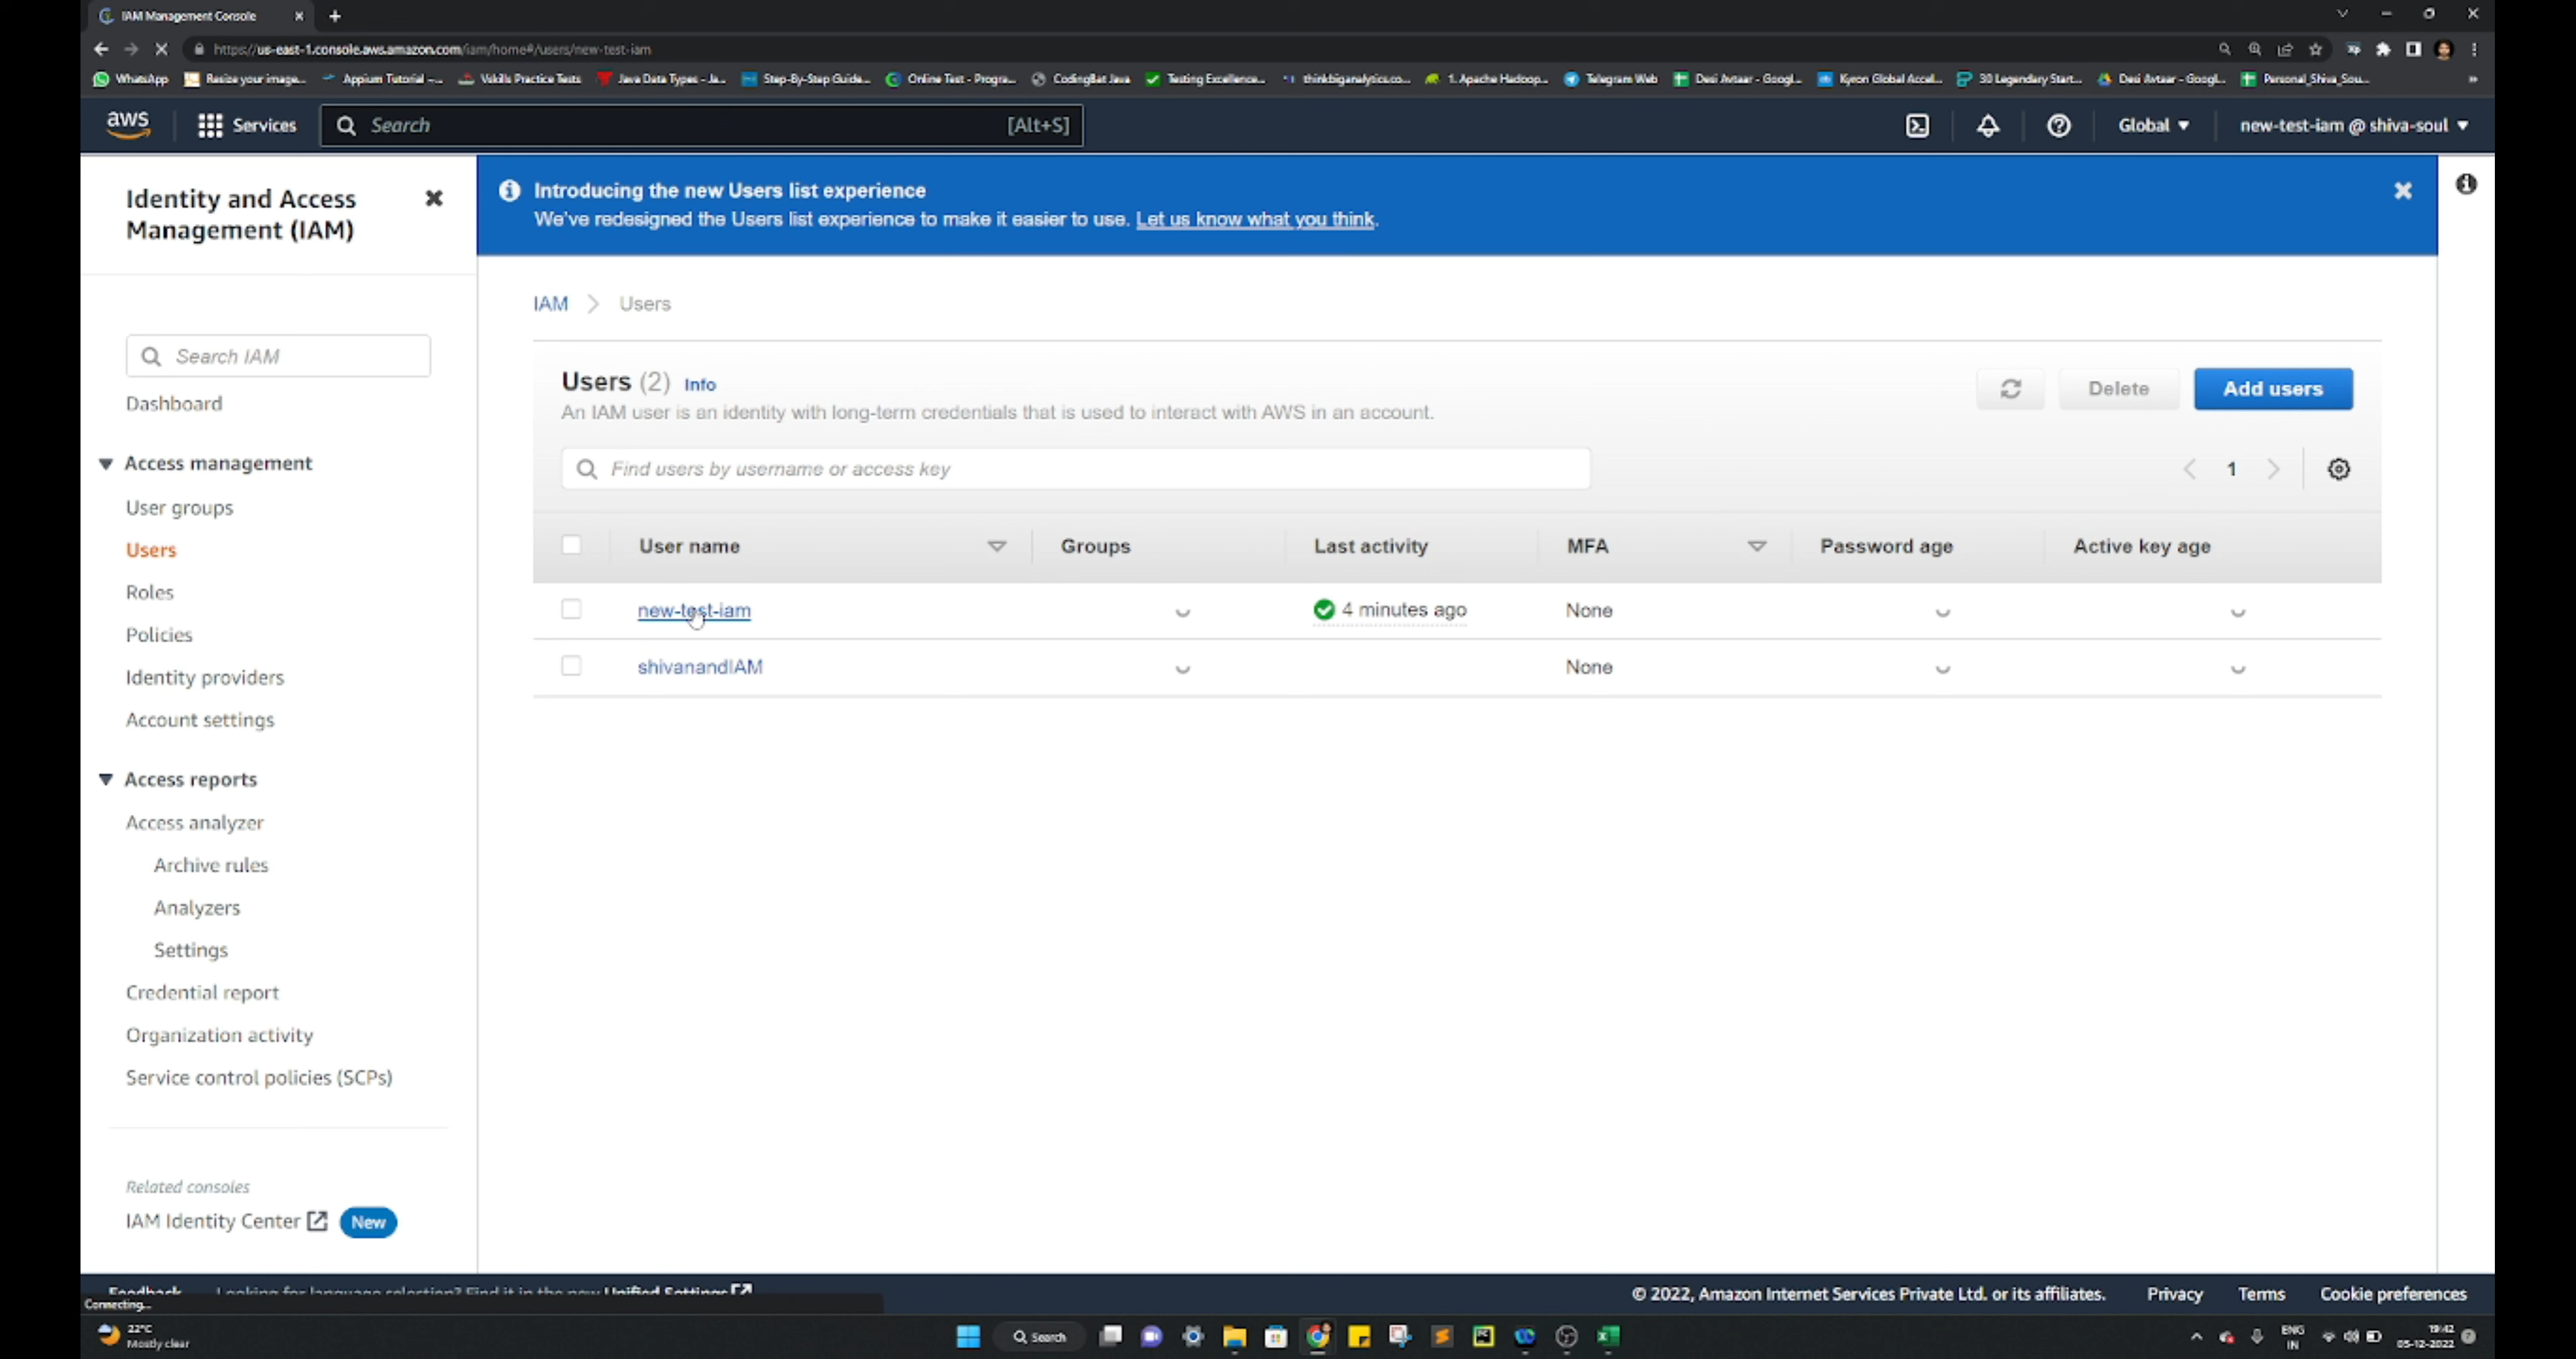 IAM Management Console
https://us-east-1.console.aws.amazon.com/iam/home#/users/new-test-iam
WhatsApp Resize your image... Appium Tutorial –... Vskills Practice Tests Java Data Types - Ja... Step-By-Step Guide... Online Test - Progra... CodingBat Java Testing Excellence... thinkbiganalytics.co... 1. Apache Hadoop... Telegram Web Desi Avtaar - Googl... Kyron Global Accel... 30 Legendary Start... Desi Avtaar - Googl... Personal_Shiva_Sou... »
aws Services Search [Alt+S] Global new-test-iam @ shiva-soul
Identity and Access
Management (IAM)
Search IAM
Dashboard
Access management
User groups
Users
Roles
Policies
Identity providers
Account settings
Access reports
Access analyzer
Archive rules
Analyzers
Settings
Credential report
Organization activity
Service control policies (SCPs)
Related consoles
IAM Identity Center New
Introducing the new Users list experience
We've redesigned the Users list experience to make it easier to use. Let us know what you think.
IAM > Users
Users (2) Info
An IAM user is an identity with long-term credentials that is used to interact with AWS in an account.
Delete Add users
Find users by username or access key
1
User name Groups Last activity MFA Password age Active key age
new-test-iam 4 minutes ago None
shivanandIAM None
Feedback Looking for language selection? Find it in the new Unified Settings
© 2022, Amazon Internet Services Private Ltd. or its affiliates. Privacy Terms Cookie preferences
Connecting...
22°C
Mostly clear
Search
ENG
IN
19:42
05-12-2022